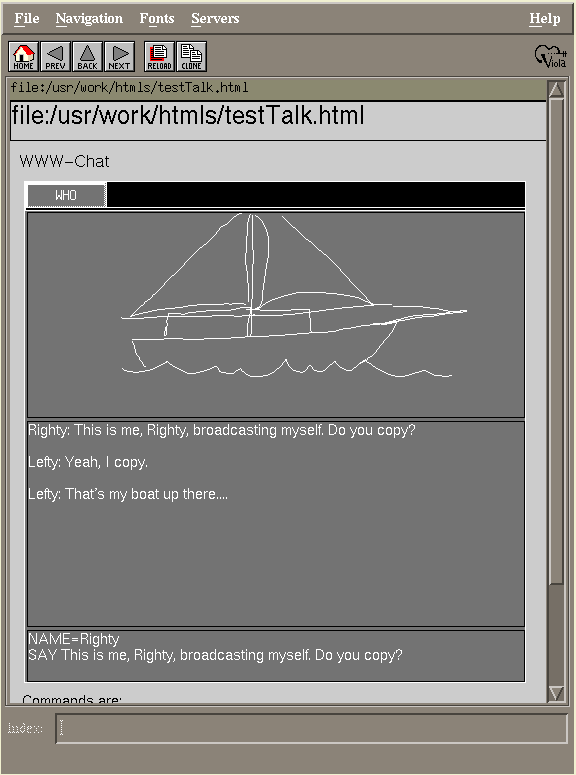 File Navigation Fonts Servers Help
HOME PREV BACK NEXT RELOAD CLONE Viola
file:/usr/work/htmls/testTalk.html
file:/usr/work/htmls/testTalk.html
WWW-Chat
WHO
Righty: This is me, Righty, broadcasting myself. Do you copy?
Lefty: Yeah, I copy.
Lefty: That's my boat up there....
NAME=Righty
SAY This is me, Righty, broadcasting myself. Do you copy?
Commands are:
Index: